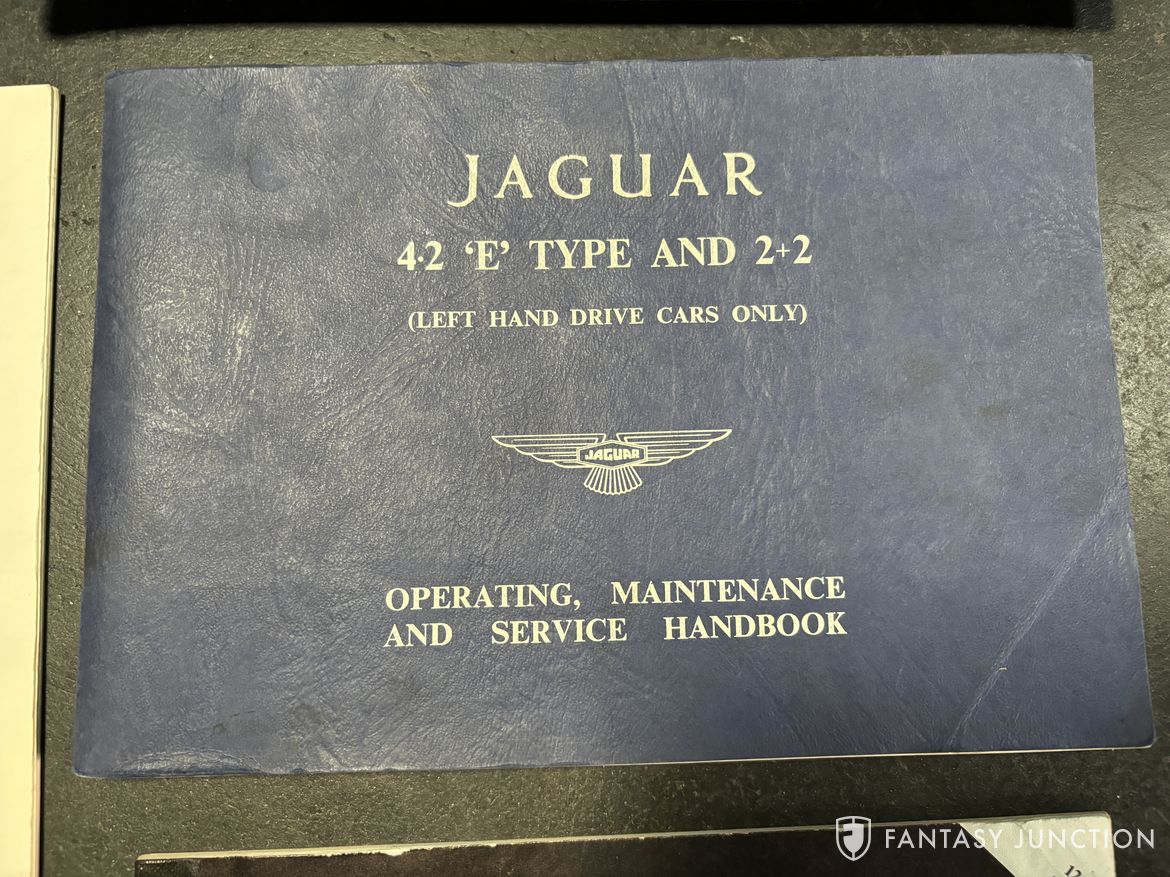 JAGUAR
4·2 ‘E’ TYPE AND 2+2
(LEFT HAND DRIVE CARS ONLY)
JAGUAR
OPERATING, MAINTENANCE
AND SERVICE HANDBOOK
FANTASY JUNCTION